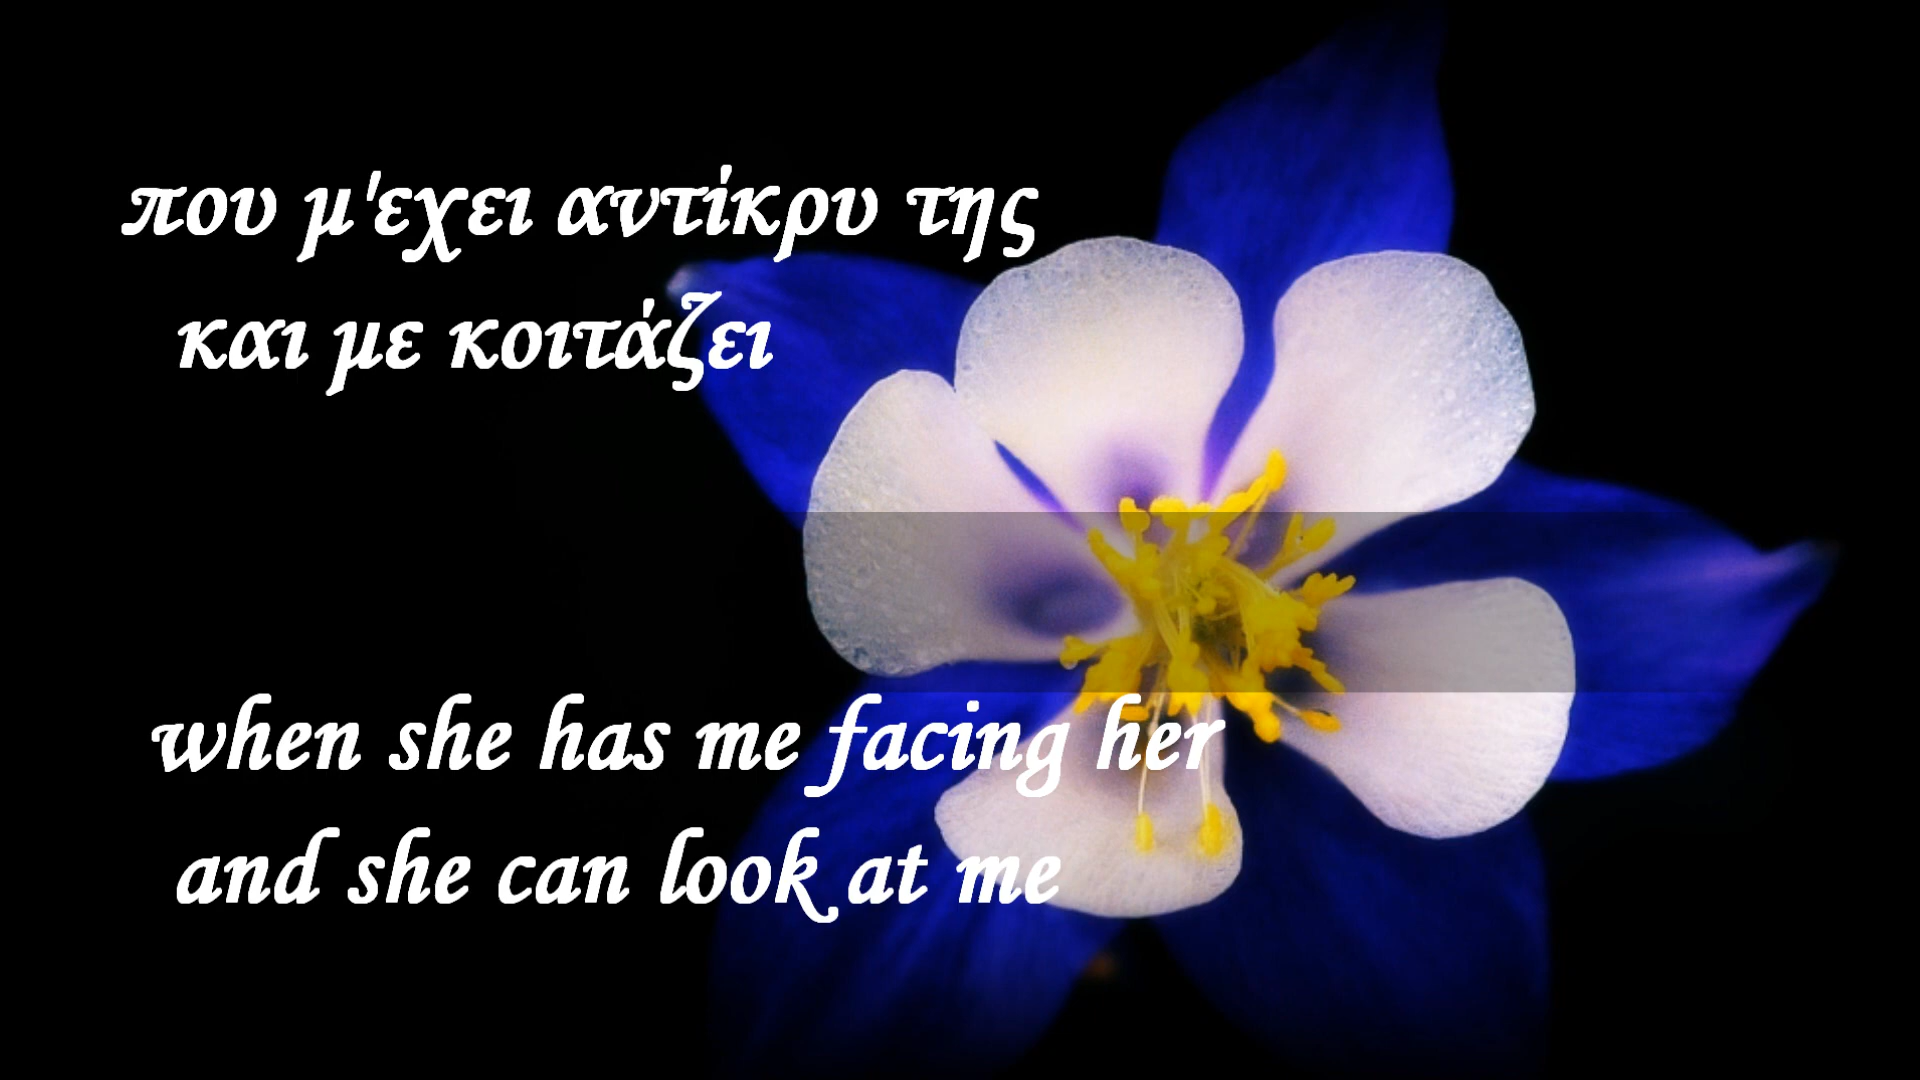 που μ'εχει αντίκρυ της
και με κοιτάζει
when she has me facing her
and she can look at me